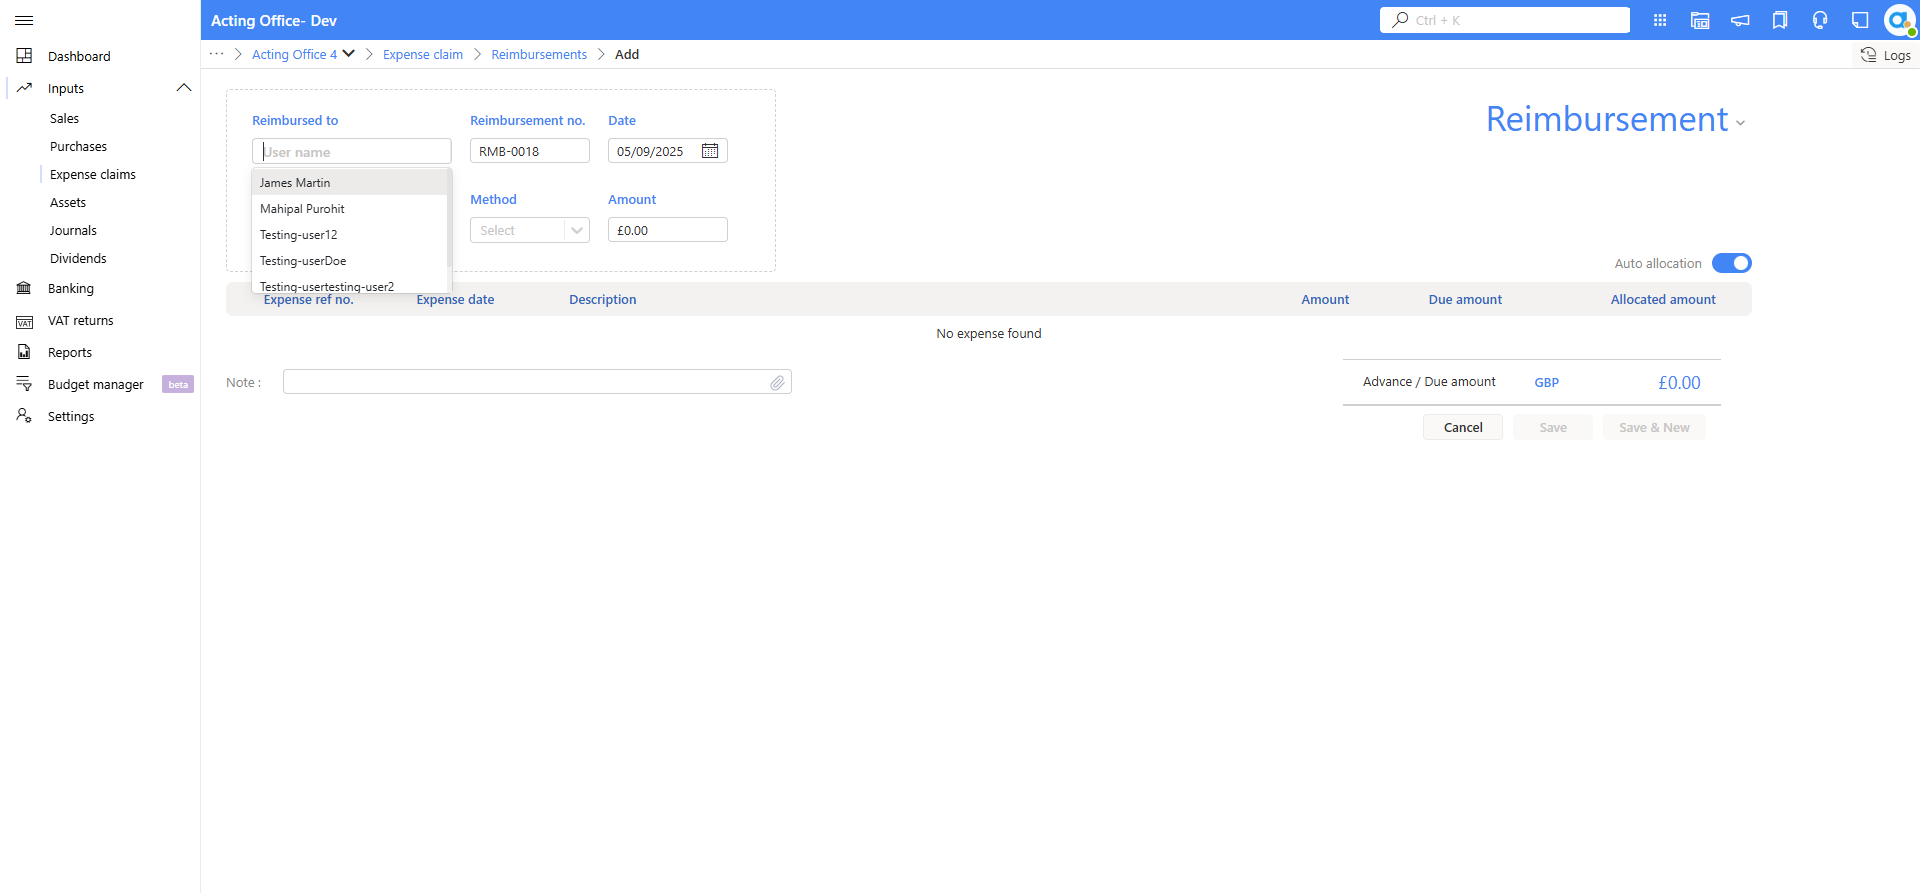 Acting Office- Dev
Ctrl + K
··· Acting Office 4 Expense claim Reimbursements Add
Logs
Dashboard
Inputs
Sales
Purchases
Expense claims
Assets
Journals
Dividends
Banking
VAT VAT returns
Reports
Budget manager beta
Settings
Reimbursement
Reimbursed to Reimbursement no. Date
User name RMB-0018 05/09/2025
James Martin
Mahipal Purohit
Testing-user12
Testing-userDoe
Testing-usertesting-user2
Method Amount
Select £0.00
Auto allocation
Expense ref no. Expense date Description Amount Due amount Allocated amount
No expense found
Note :
Advance / Due amount GBP £0.00
Cancel Save Save & New